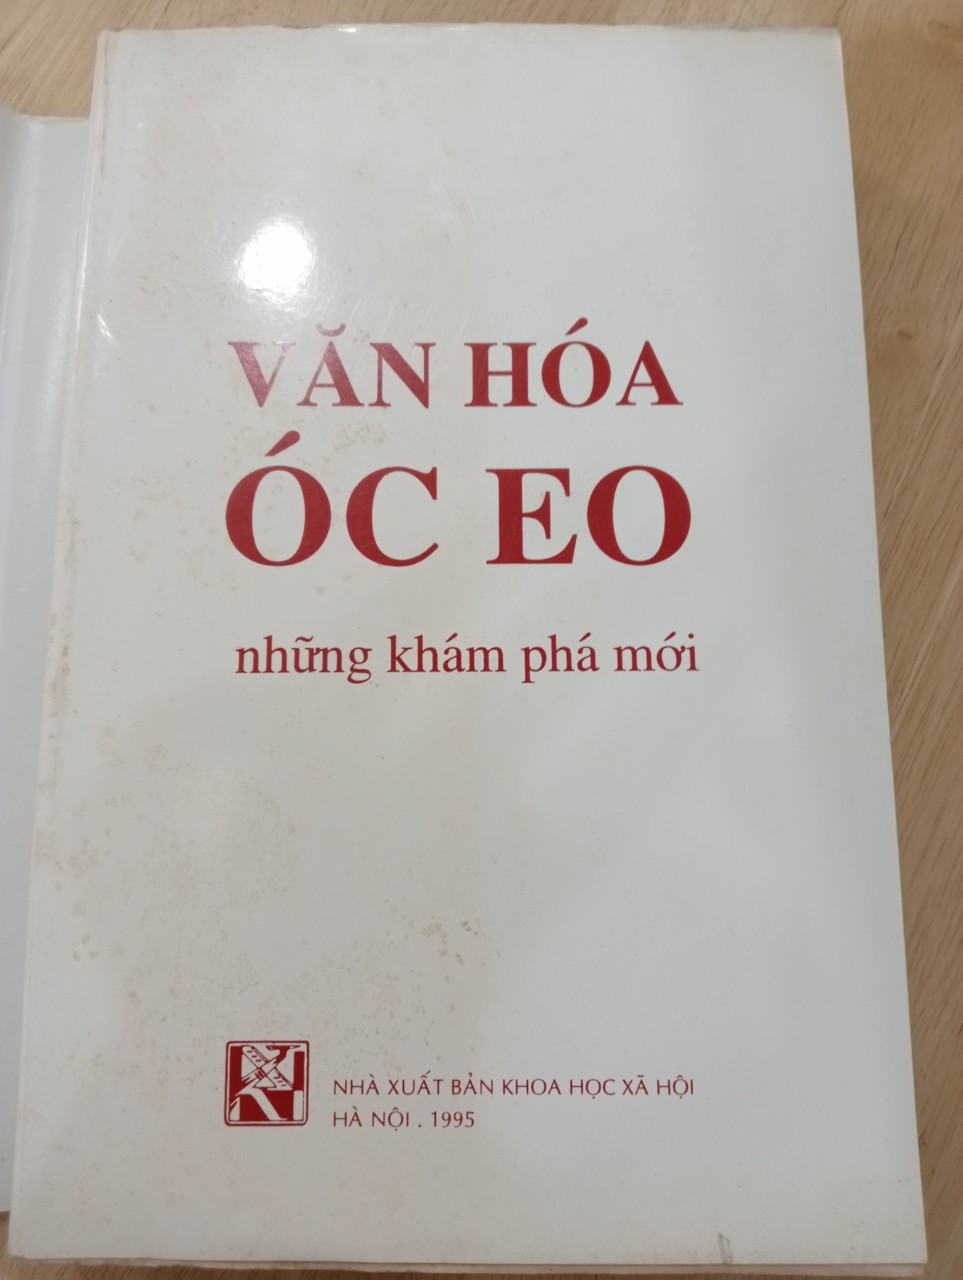 VĂN HÓA
ÓC EO
những khám phá mới
NHÀ XUẤT BẢN KHOA HỌC XÃ HỘI
HÀ NỘI . 1995